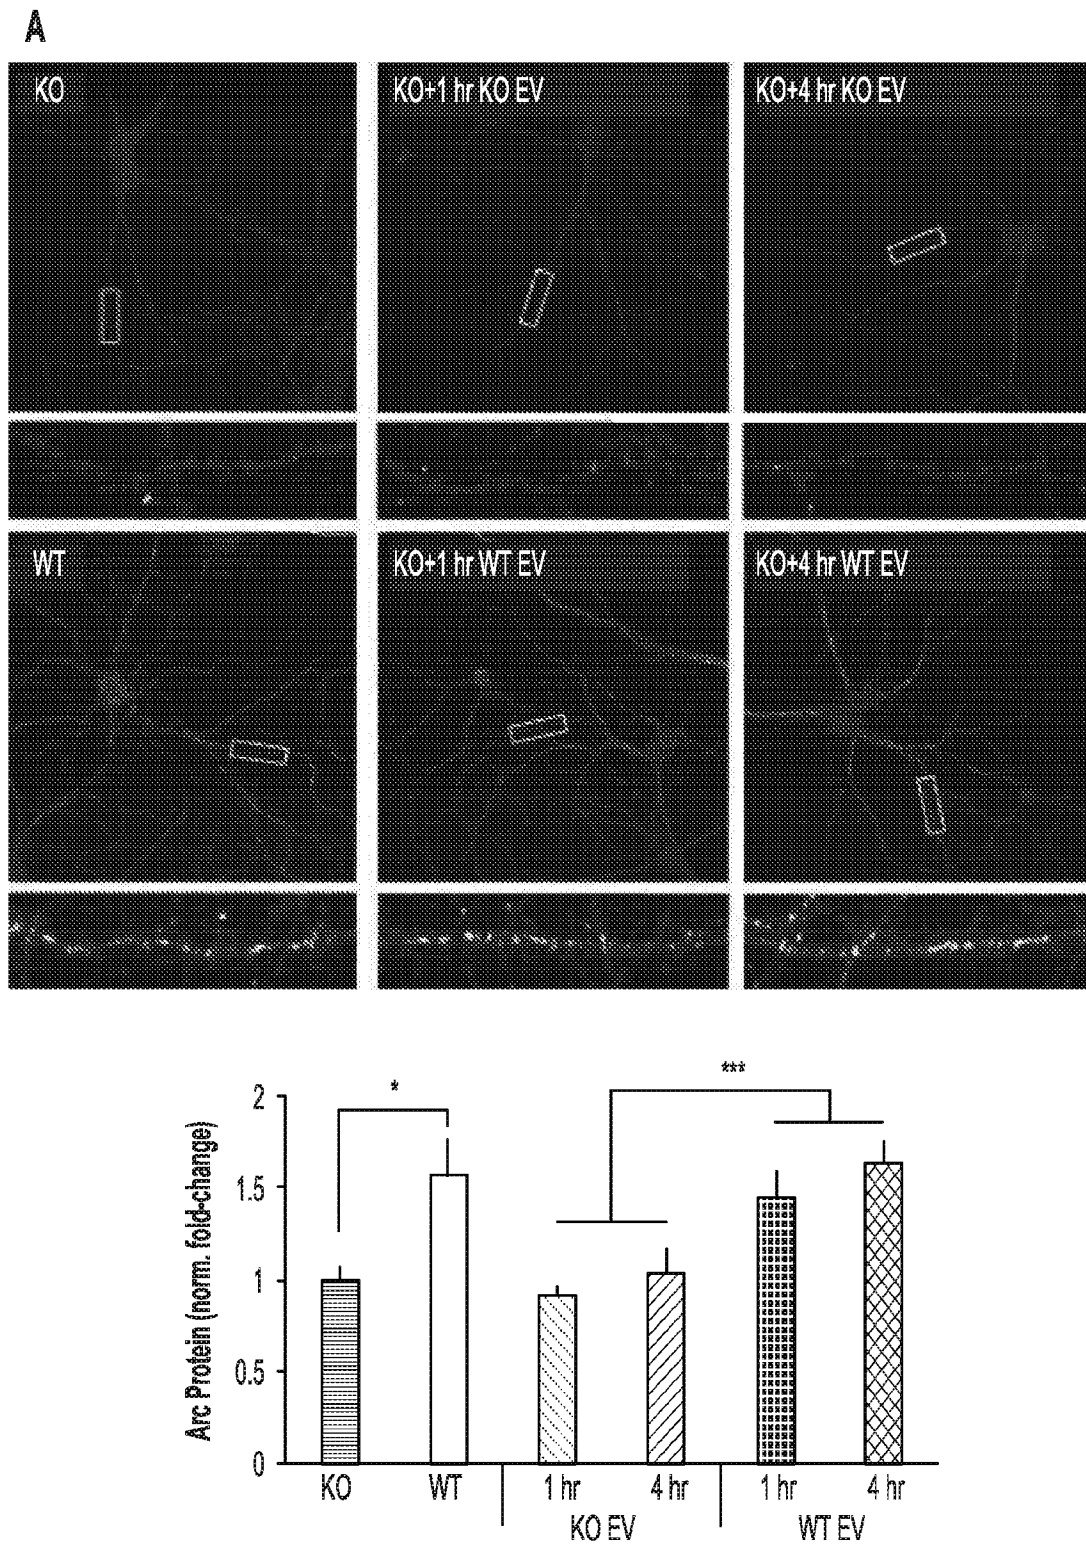 A
KO
KO+1 hr KO EV
KO+4 hr KO EV
WT
KO+1 hr WT EV
KO+4 hr WT EV
*
***
Arc Protein (norm. fold-change)
2
1.5
1
0.5
0
KO
WT
1 hr
4 hr
1 hr
4 hr
KO EV
WT EV